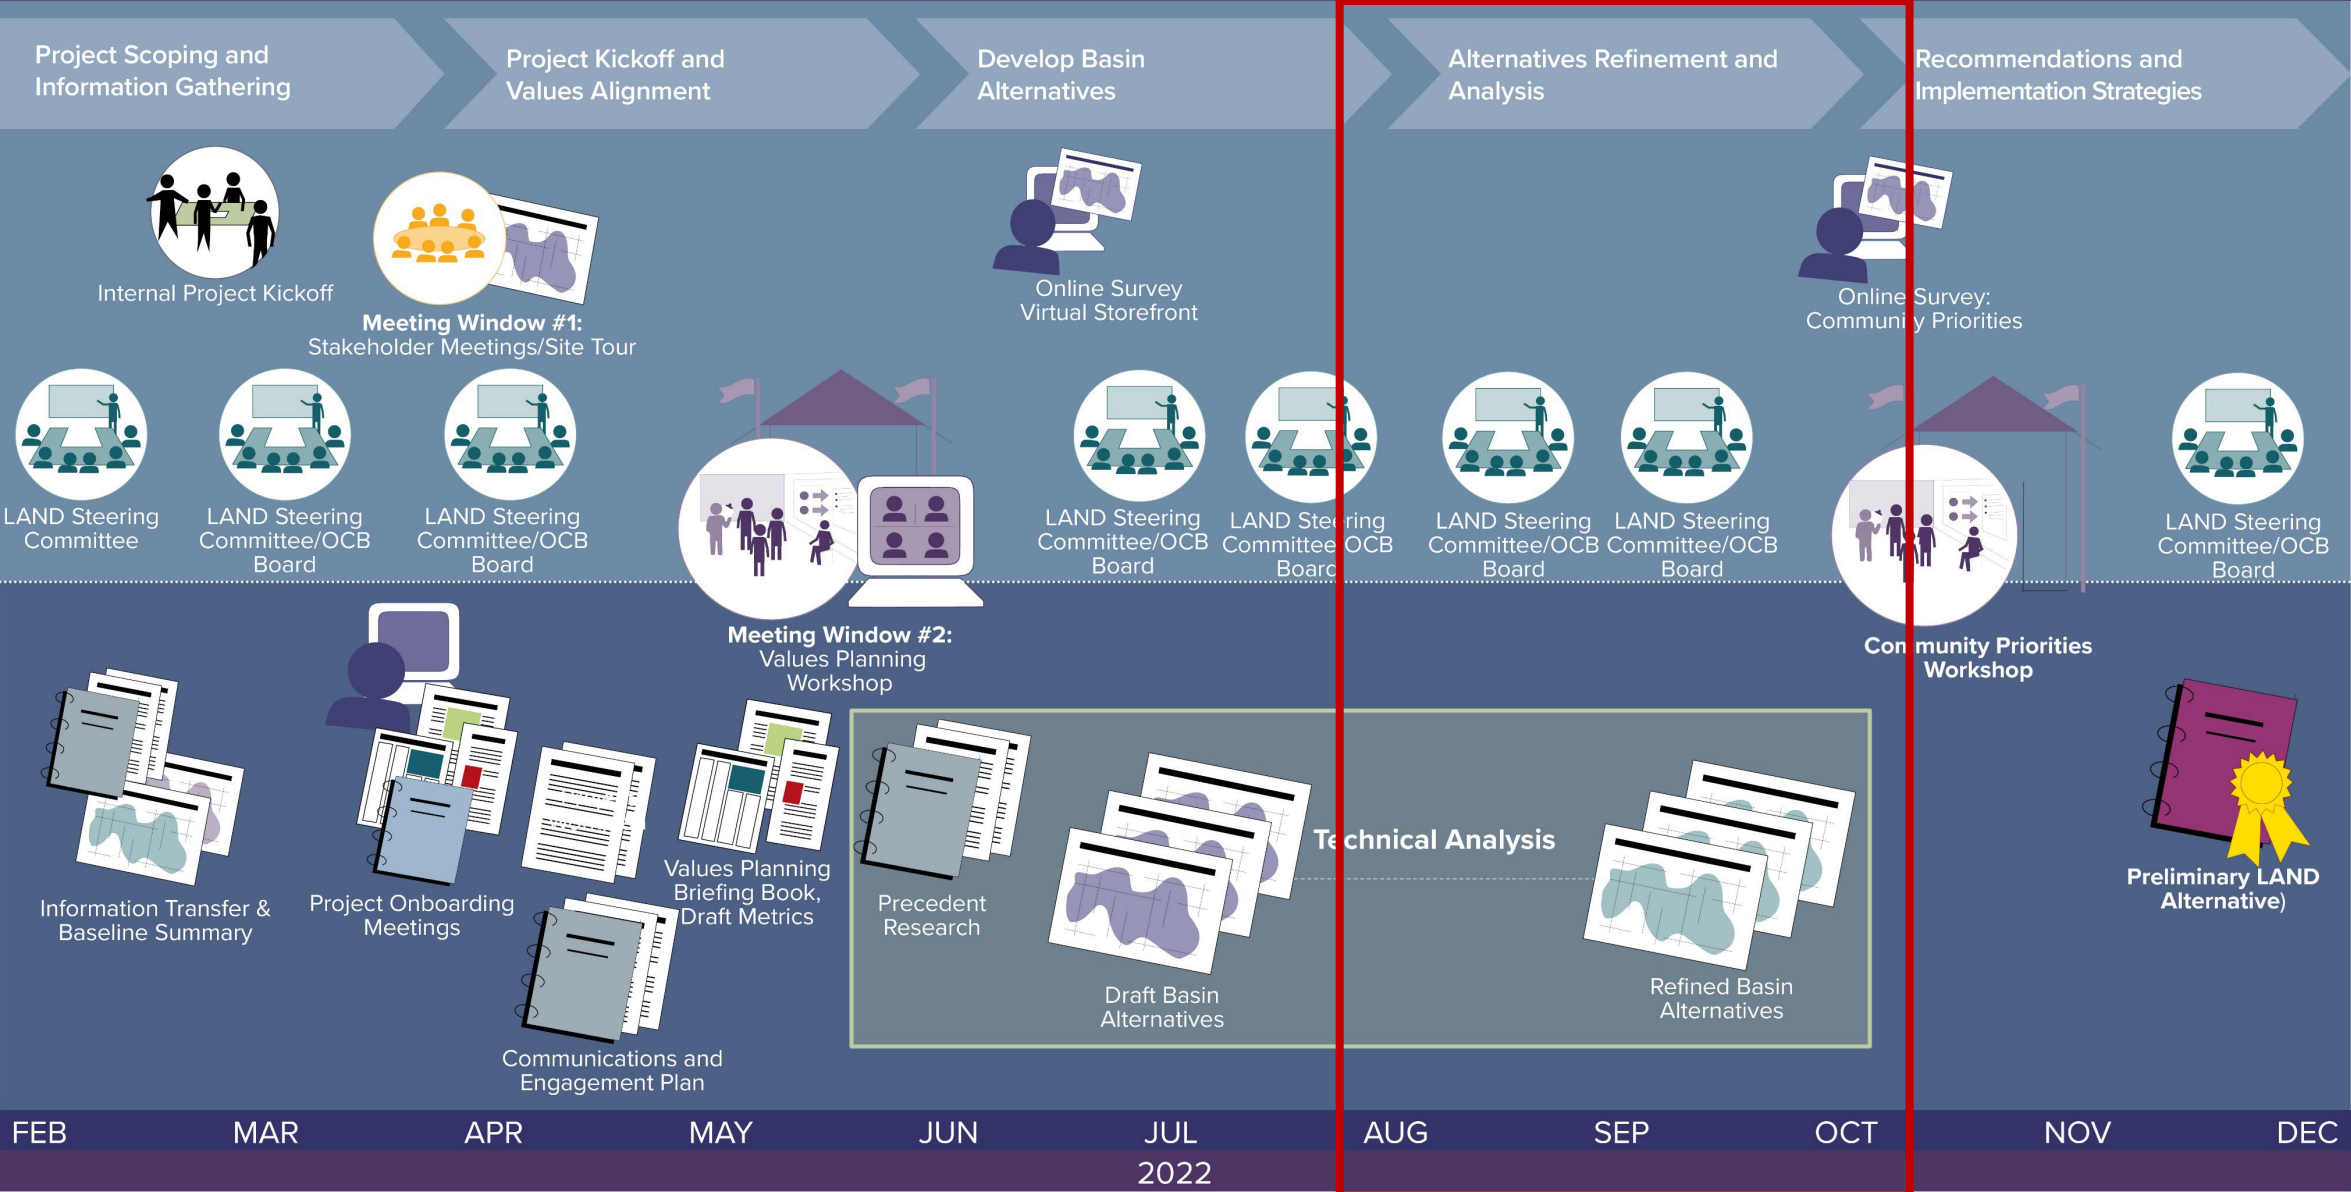 Project Scoping and
Information Gathering
Project Kickoff and
Values Alignment
Develop Basin
Alternatives
Alternatives Refinement and
Analysis
Recommendations and
Implementation Strategies
Internal Project Kickoff
Meeting Window #1:
Stakeholder Meetings/Site Tour
Online Survey
Virtual Storefront
Online Survey:
Community Priorities
LAND Steering
Committee
LAND Steering
Committee/OCB
Board
LAND Steering
Committee/OCB
Board
LAND Steering
Committee/OCB
Board
LAND Steering
Committee/OCB
Board
LAND Steering
Committee/OCB
Board
LAND Steering
Committee/OCB
Board
LAND Steering
Committee/OCB
Board
Meeting Window #2:
Values Planning
Workshop
Community Priorities
Workshop
Information Transfer &
Baseline Summary
Project Onboarding
Meetings
Communications and
Engagement Plan
Values Planning
Briefing Book,
Draft Metrics
Precedent
Research
Draft Basin
Alternatives
Technical Analysis
Refined Basin
Alternatives
Preliminary LAND
Alternative)
FEB MAR APR MAY JUN JUL AUG SEP OCT NOV DEC
2022